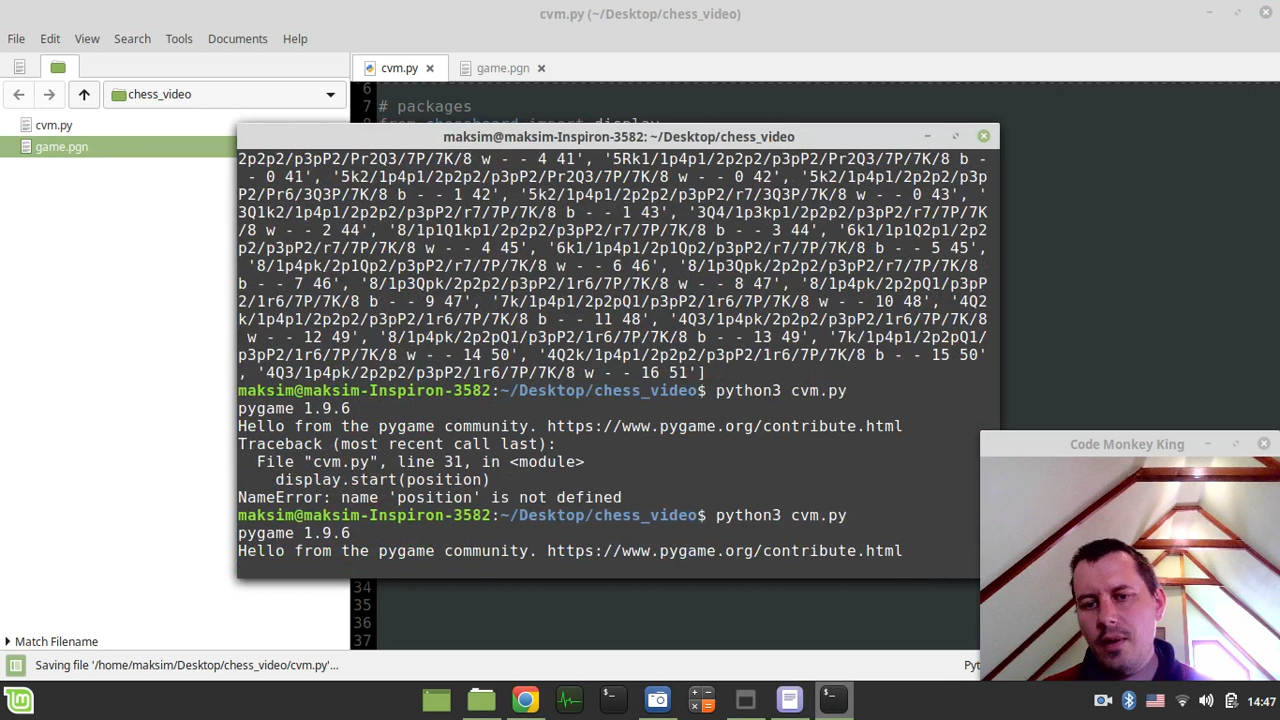 cvm.py (~/Desktop/chess_video)
File Edit View Search Tools Documents Help
cvm.py game.pgn
chess_video
cvm.py
game.pgn
6
7 # packages
maksim@maksim-Inspiron-3582: ~/Desktop/chess_video
2p2p2/p3pP2/Pr2Q3/7P/7K/8 w - - 4 41', '5Rk1/1p4p1/2p2p2/p3pP2/Pr2Q3/7P/7K/8 b -
- 0 41', '5k2/1p4p1/2p2p2/p3pP2/Pr2Q3/7P/7K/8 w - - 0 42', '5k2/1p4p1/2p2p2/p3p
P2/Pr6/3Q3P/7K/8 b - - 1 42', '5k2/1p4p1/2p2p2/p3pP2/r7/3Q3P/7K/8 w - - 0 43', '
3Q1k2/1p4p1/2p2p2/p3pP2/r7/7P/7K/8 b - - 1 43', '3Q4/1p3kp1/2p2p2/p3pP2/r7/7P/7K
/8 w - - 2 44', '8/1p1Q1kp1/2p2p2/p3pP2/r7/7P/7K/8 b - - 3 44', '6k1/1p1Q2p1/2p2
p2/p3pP2/r7/7P/7K/8 w - - 4 45', '6k1/1p4p1/2p1Qp2/p3pP2/r7/7P/7K/8 b - - 5 45',
'8/1p4pk/2p1Qp2/p3pP2/r7/7P/7K/8 w - - 6 46', '8/1p3Qpk/2p2p2/p3pP2/r7/7P/7K/8
b - - 7 46', '8/1p3Qpk/2p2p2/p3pP2/1r6/7P/7K/8 w - - 8 47', '8/1p4pk/2p2pQ1/p3pP
2/1r6/7P/7K/8 b - - 9 47', '7k/1p4p1/2p2pQ1/p3pP2/1r6/7P/7K/8 w - - 10 48', '4Q2
k/1p4p1/2p2p2/p3pP2/1r6/7P/7K/8 b - - 11 48', '4Q3/1p4pk/2p2p2/p3pP2/1r6/7P/7K/8
w - - 12 49', '8/1p4pk/2p2pQ1/p3pP2/1r6/7P/7K/8 b - - 13 49', '7k/1p4p1/2p2pQ1/
p3pP2/1r6/7P/7K/8 w - - 14 50', '4Q2k/1p4p1/2p2p2/p3pP2/1r6/7P/7K/8 b - - 15 50'
, '4Q3/1p4pk/2p2p2/p3pP2/1r6/7P/7K/8 w - - 16 51']
maksim@maksim-Inspiron-3582:~/Desktop/chess_video$ python3 cvm.py
pygame 1.9.6
Hello from the pygame community. https://www.pygame.org/contribute.html
Traceback (most recent call last):
File "cvm.py", line 31, in <module>
display.start(position)
NameError: name 'position' is not defined
maksim@maksim-Inspiron-3582:~/Desktop/chess_video$ python3 cvm.py
pygame 1.9.6
Hello from the pygame community. https://www.pygame.org/contribute.html
Code Monkey King
34
35
36
37
Match Filename
Saving file '/home/maksim/Desktop/chess_video/cvm.py'...
14:47